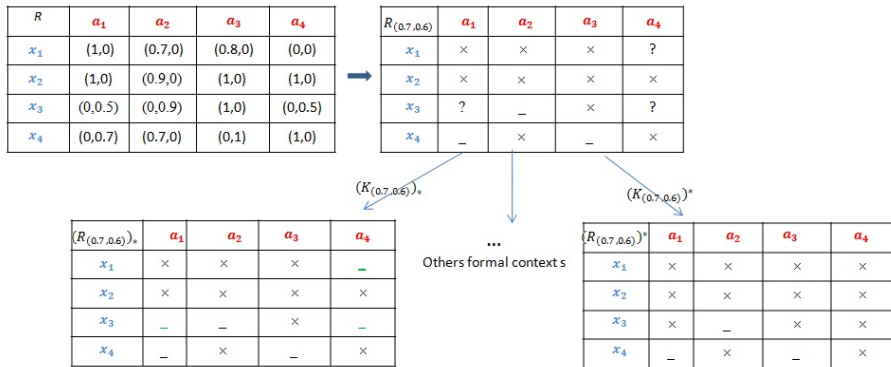 R a₁ a₂ a₃ a₄
x₁ (1,0) (0.7,0) (0.8,0) (0,0)
x₂ (1,0) (0.9,0) (1,0) (1,0)
x₃ (0,0.5) (0,0.9) (1,0) (0,0.5)
x₄ (0,0.7) (0.7,0) (0,1) (1,0)
R₍₀.₇,₀.₆₎ a₁ a₂ a₃ a₄
x₁ × × × ?
x₂ × × × ×
x₃ ? _ × ?
x₄ _ × _ ×
(K₍₀.₇,₀.₆₎)�* 
(K₍₀.₇,₀.₆₎)*
(R₍₀.₇,₀.₆₎)�* a₁ a₂ a₃ a₄
x₁ × × × _
x₂ × × × ×
x₃ _ _ × _
x₄ _ × _ ×
...
Others formal context s
(R₍₀.₇,₀.₆₎)* a₁ a₂ a₃ a₄
x₁ × × × ×
x₂ × × × ×
x₃ × _ × ×
x₄ _ × _ ×